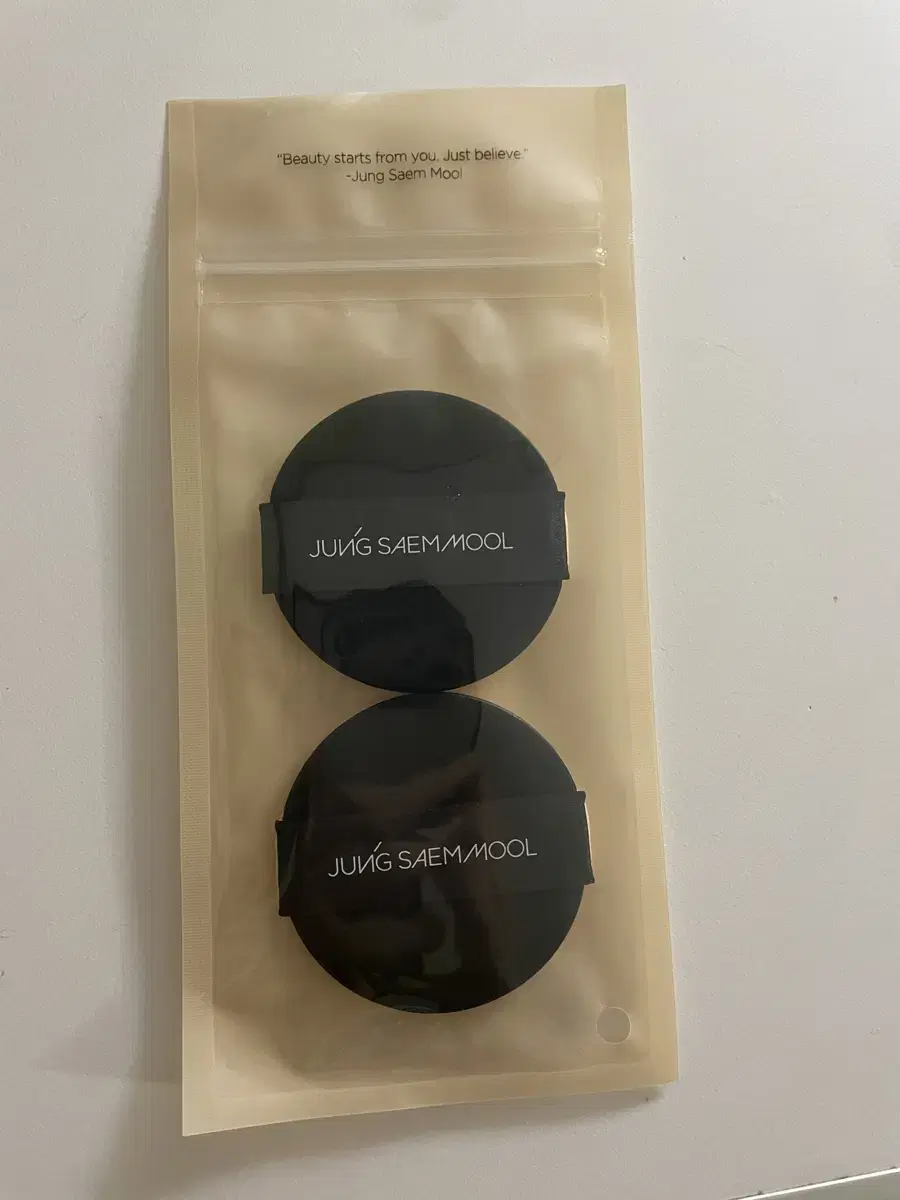 "Beauty starts from you. Just believe."
-Jung Saem Mool
JUNG SAEMMOOL
JUNG SAEMMOOL